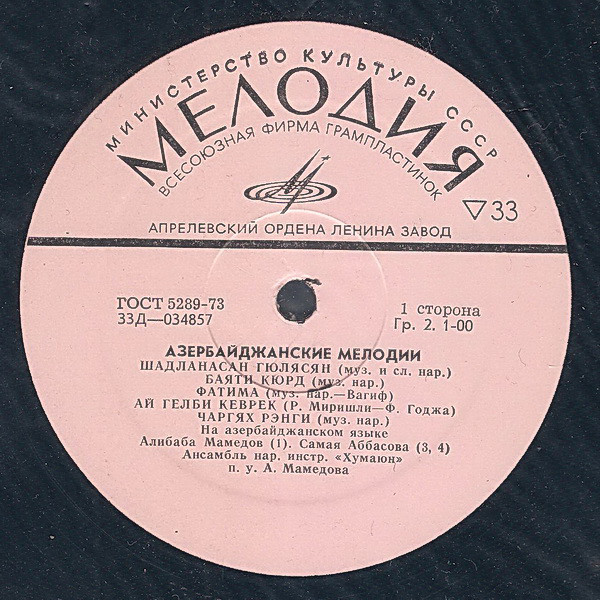 МИНИСТЕРСТВО КУЛЬТУРЫ СССР
МЕЛОДИЯ
ВСЕСОЮЗНАЯ ФИРМА ГРАМПЛАСТИНОК
▽33
АПРЕЛЕВСКИЙ ОРДЕНА ЛЕНИНА ЗАВОД
ГОСТ 5289-73
33Д—034857
1 сторона
Гр. 2. 1-00
АЗЕРБАЙДЖАНСКИЕ МЕЛОДИИ
ШАДЛАНАСАН ГЮЛЯСЯН (муз. и сл. нар.)
БАЯТИ КЮРД (муз. нар.)
ФАТИМА (муз. нар.—Вагиф)
АЙ ГЕЛБИ КЕВРЕК (Р. Миришли—Ф. Годжа)
ЧАРГЯХ РЭНГИ (муз. нар.)
На азербайджанском языке
Алибаба Мамедов (1). Самая Аббасова (3, 4)
Ансамбль нар. инстр. «Хумаюн»
п. у. А. Мамедова